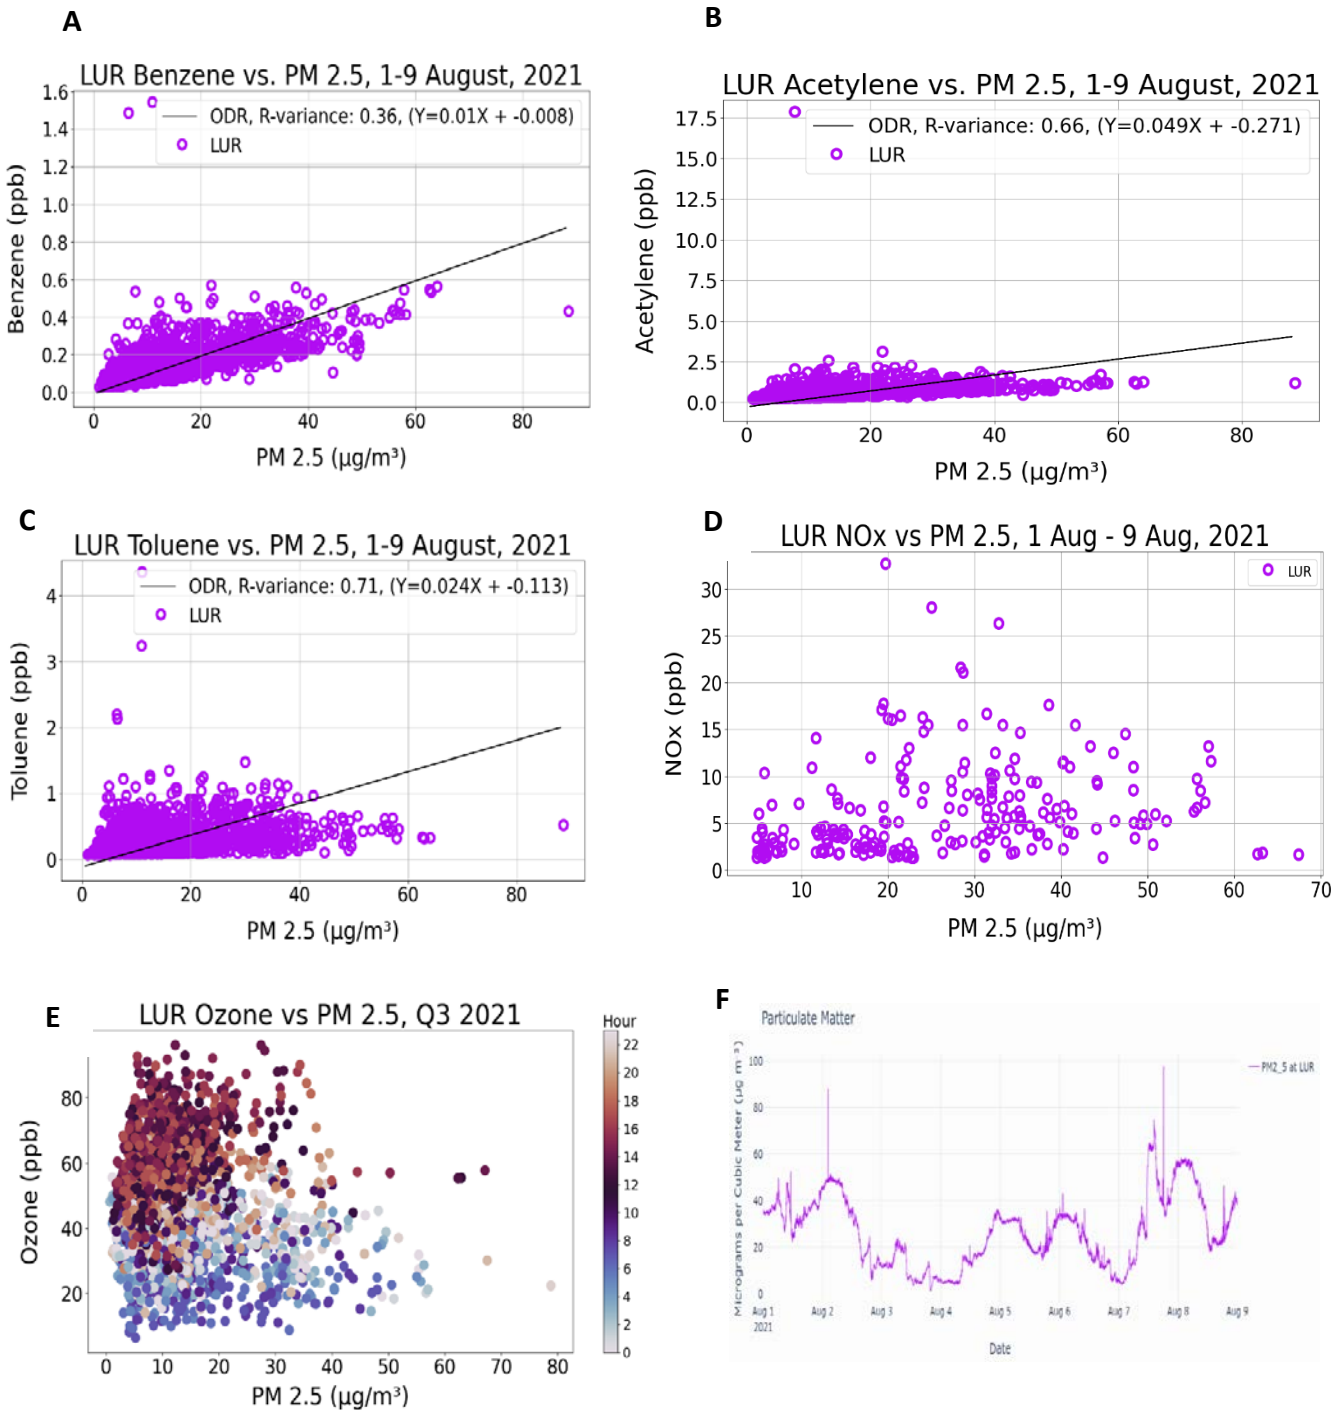 A
LUR Benzene vs. PM 2.5, 1-9 August, 2021
ODR, R-variance: 0.36, (Y=0.01X + -0.008)
LUR
Benzene (ppb)
1.6
1.4
1.2
1.0
0.8
0.6
0.4
0.2
0.0
0 20 40 60 80
PM 2.5 (μg/m³)
B
LUR Acetylene vs. PM 2.5, 1-9 August, 2021
ODR, R-variance: 0.66, (Y=0.049X + -0.271)
LUR
Acetylene (ppb)
17.5
15.0
12.5
10.0
7.5
5.0
2.5
0.0
0 20 40 60 80
PM 2.5 (μg/m³)
C
LUR Toluene vs. PM 2.5, 1-9 August, 2021
ODR, R-variance: 0.71, (Y=0.024X + -0.113)
LUR
Toluene (ppb)
4
3
2
1
0
0 20 40 60 80
PM 2.5 (μg/m³)
D
LUR NOx vs PM 2.5, 1 Aug - 9 Aug, 2021
LUR
NOx (ppb)
30
25
20
15
10
5
0
10 20 30 40 50 60 70
PM 2.5 (μg/m³)
E
LUR Ozone vs PM 2.5, Q3 2021
Ozone (ppb)
80
60
40
20
0 10 20 30 40 50 60 70 80
PM 2.5 (μg/m³)
Hour
22
20
18
16
14
12
10
8
6
4
2
0
F
Particulate Matter
PM2_5 at LUR
Micrograms per Cubic Meter (μg m⁻³)
100
80
60
40
20
0
Aug 1 Aug 2 Aug 3 Aug 4 Aug 5 Aug 6 Aug 7 Aug 8 Aug 9
2021
Date